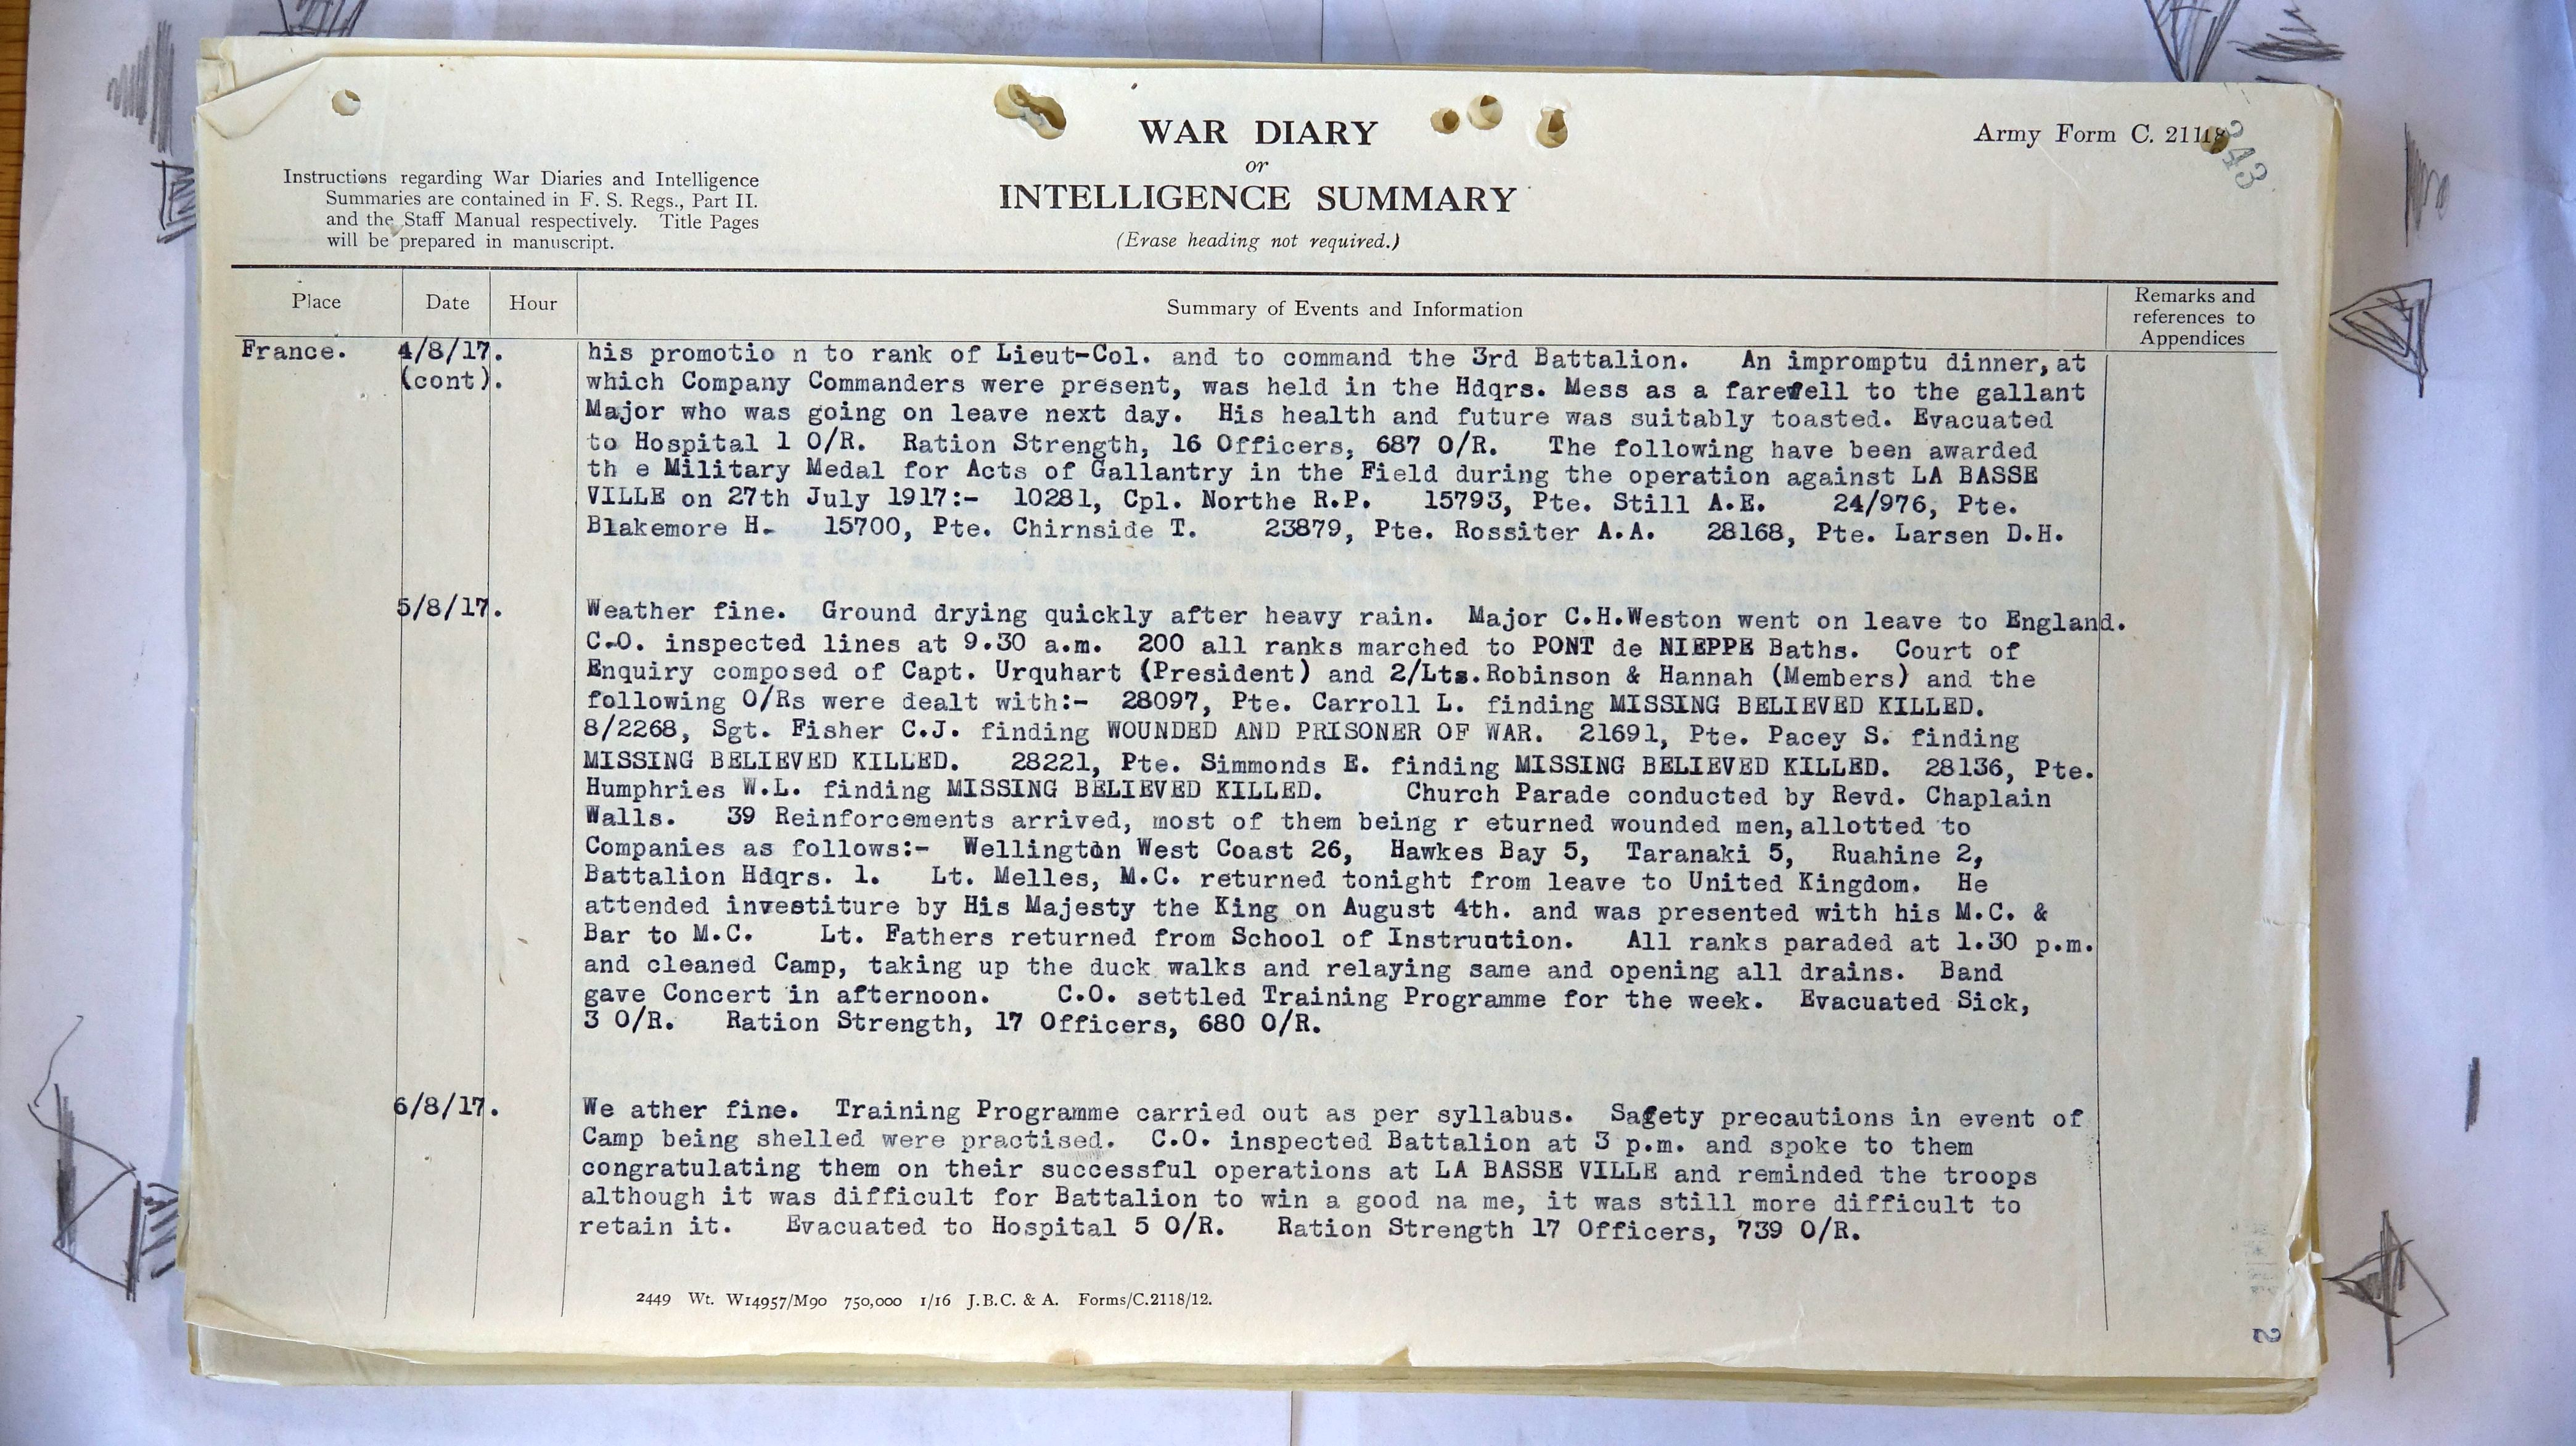 WAR DIARY
or
INTELLIGENCE SUMMARY
(Erase heading not required.)
Army Form C. 2118
343
Instructions regarding War Diaries and Intelligence
Summaries are contained in F. S. Regs., Part II.
and the Staff Manual respectively. Title Pages
will be prepared in manuscript.
Place
Date
Hour
Summary of Events and Information
Remarks and
references to
Appendices
France.
4/8/17.
(cont).
his promotio n to rank of Lieut-Col. and to command the 3rd Battalion. An impromptu dinner, at
which Company Commanders were present, was held in the Hdqrs. Mess as a farewell to the gallant
Major who was going on leave next day. His health and future was suitably toasted. Evacuated
to Hospital 1 O/R. Ration Strength, 16 Officers, 687 O/R. The following have been awarded
th e Military Medal for Acts of Gallantry in the Field during the operation against LA BASSE
VILLE on 27th July 1917:- 10281, Cpl. Northe R.P. 15793, Pte. Still A.E. 24/976, Pte.
Blakemore H. 15700, Pte. Chirnside T. 23879, Pte. Rossiter A.A. 28168, Pte. Larsen D.H.
5/8/17.
Weather fine. Ground drying quickly after heavy rain. Major C.H.Weston went on leave to England.
C.O. inspected lines at 9.30 a.m. 200 all ranks marched to PONT de NIEPPE Baths. Court of
Enquiry composed of Capt. Urquhart (President) and 2/Lts.Robinson & Hannah (Members) and the
following O/Rs were dealt with:- 28097, Pte. Carroll L. finding MISSING BELIEVED KILLED.
8/2268, Sgt. Fisher C.J. finding WOUNDED AND PRISONER OF WAR. 21691, Pte. Pacey S. finding
MISSING BELIEVED KILLED. 28221, Pte. Simmonds E. finding MISSING BELIEVED KILLED. 28136, Pte.
Humphries W.L. finding MISSING BELIEVED KILLED. Church Parade conducted by Revd. Chaplain
Walls. 39 Reinforcements arrived, most of them being r eturned wounded men, allotted to
Companies as follows:- Wellington West Coast 26, Hawkes Bay 5, Taranaki 5, Ruahine 2,
Battalion Hdqrs. 1. Lt. Melles, M.C. returned tonight from leave to United Kingdom. He
attended investiture by His Majesty the King on August 4th. and was presented with his M.C. &
Bar to M.C. Lt. Fathers returned from School of Instruction. All ranks paraded at 1.30 p.m.
and cleaned Camp, taking up the duck walks and relaying same and opening all drains. Band
gave Concert in afternoon. C.O. settled Training Programme for the week. Evacuated Sick,
3 O/R. Ration Strength, 17 Officers, 680 O/R.
6/8/17.
We ather fine. Training Programme carried out as per syllabus. Sagety precautions in event of
Camp being shelled were practised. C.O. inspected Battalion at 3 p.m. and spoke to them
congratulating them on their successful operations at LA BASSE VILLE and reminded the troops
although it was difficult for Battalion to win a good na me, it was still more difficult to
retain it. Evacuated to Hospital 5 O/R. Ration Strength 17 Officers, 739 O/R.
2449 Wt. W14957/M90 750,000 1/16 J.B.C. & A. Forms/C.2118/12.
2